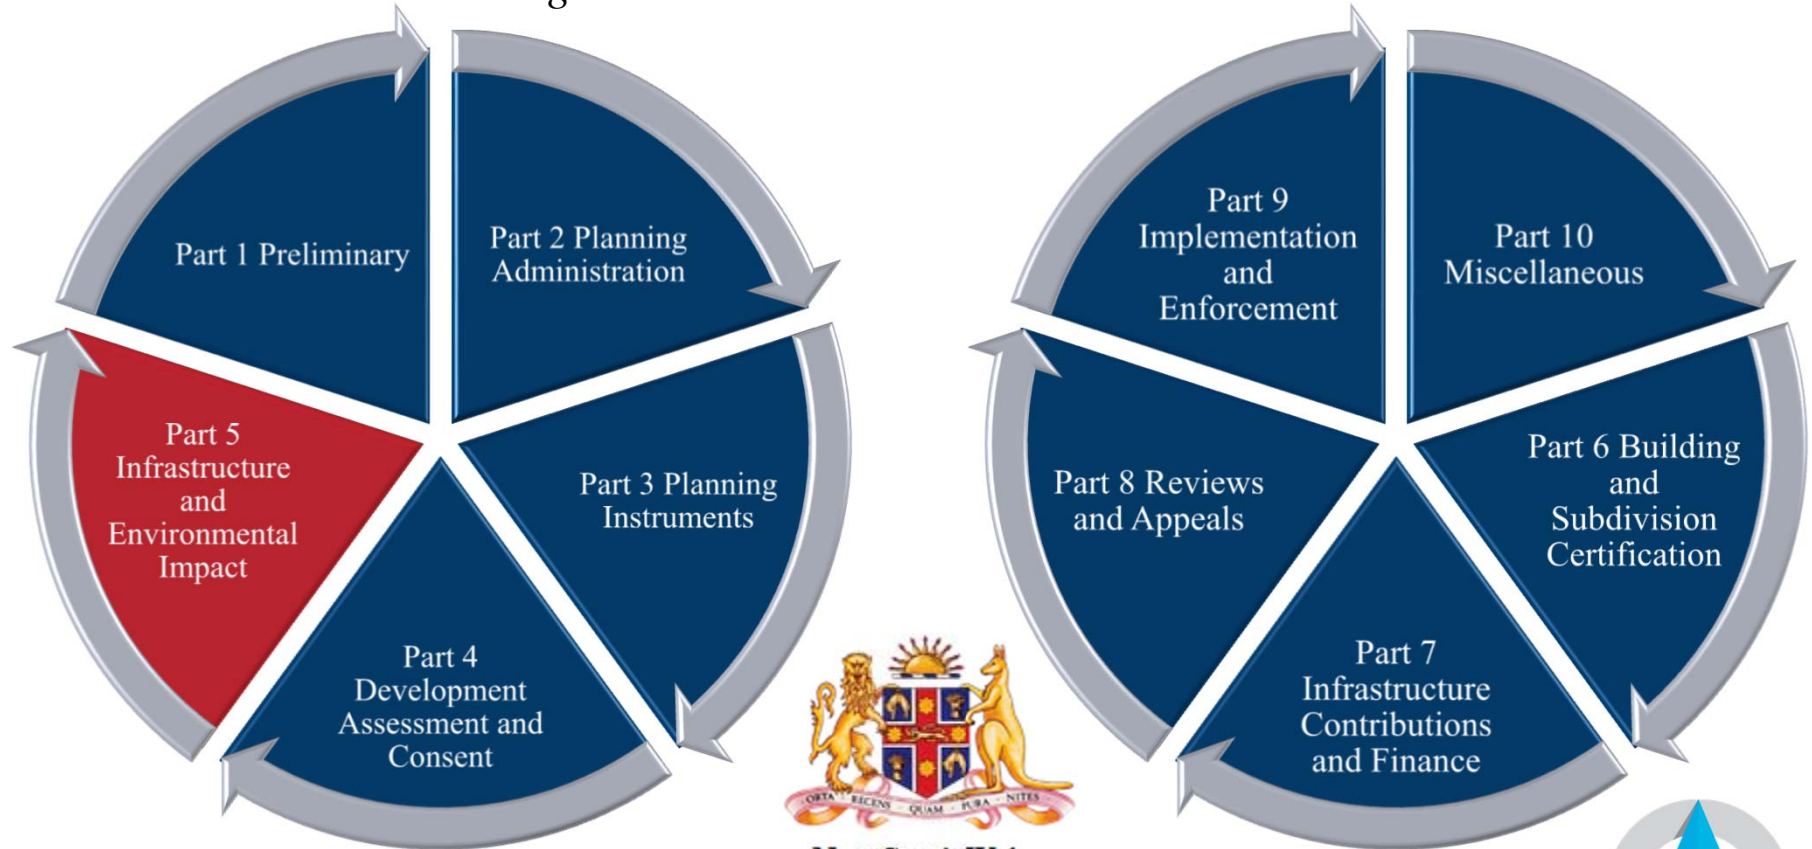 Part 1 Preliminary
Part 2 Planning
Administration
Part 3 Planning
Instruments
Part 4
Development
Assessment and
Consent
Part 5
Infrastructure
and
Environmental
Impact
Part 9
Implementation
and
Enforcement
Part 10
Miscellaneous
Part 6 Building
and
Subdivision
Certification
Part 7
Infrastructure
Contributions
and Finance
Part 8 Reviews
and Appeals
ORTA · RECENS · QUAM · PURA · NITES